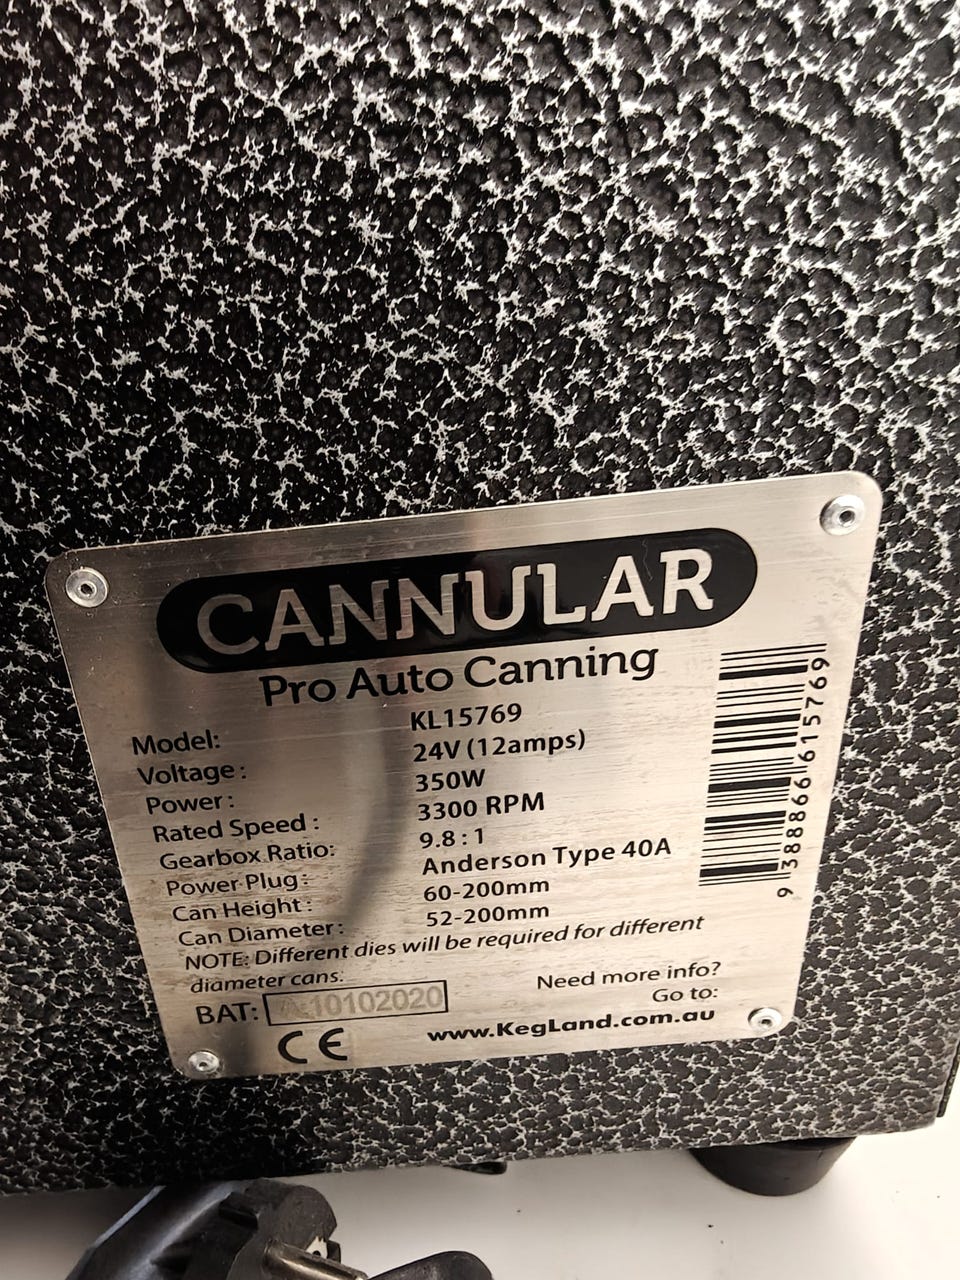 CANNULAR
Pro Auto Canning
Model: KL15769
Voltage: 24V (12amps)
Power: 350W
Rated Speed: 3300 RPM
Gearbox Ratio: 9.8:1
Power Plug: Anderson Type 40A
Can Height: 60-200mm
Can Diameter: 52-200mm
NOTE: Different dies will be required for different
diameter cans.
BAT: 10102020
CE
Need more info?
Go to:
www.KegLand.com.au
9 388866 615769